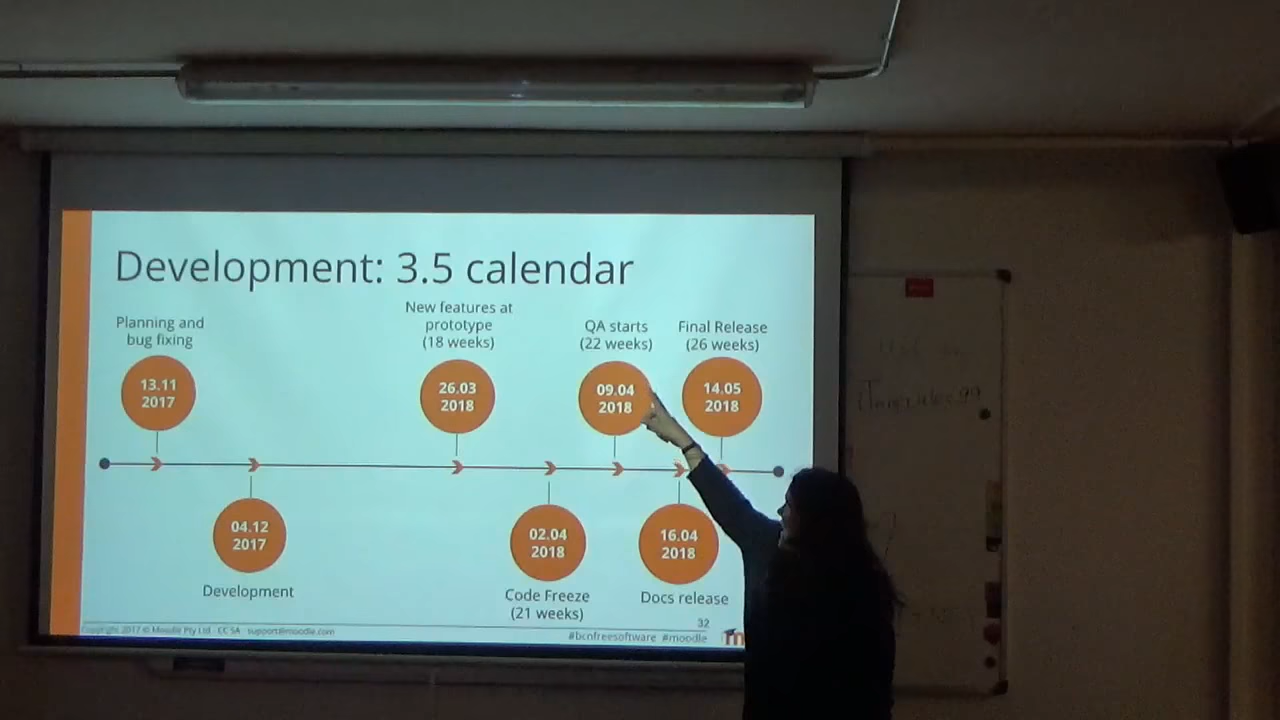 Development: 3.5 calendar
Planning and
bug fixing
New features at
prototype
(18 weeks)
QA starts
(22 weeks)
Final Release
(26 weeks)
13.11
2017
26.03
2018
09.04
2018
14.05
2018
04.12
2017
02.04
2018
16.04
2018
Development
Code Freeze
(21 weeks)
Docs release
32
Copyright 2017 © Moodle Pty Ltd - CC SA support@moodle.com
#bcnfreesoftware #moodle